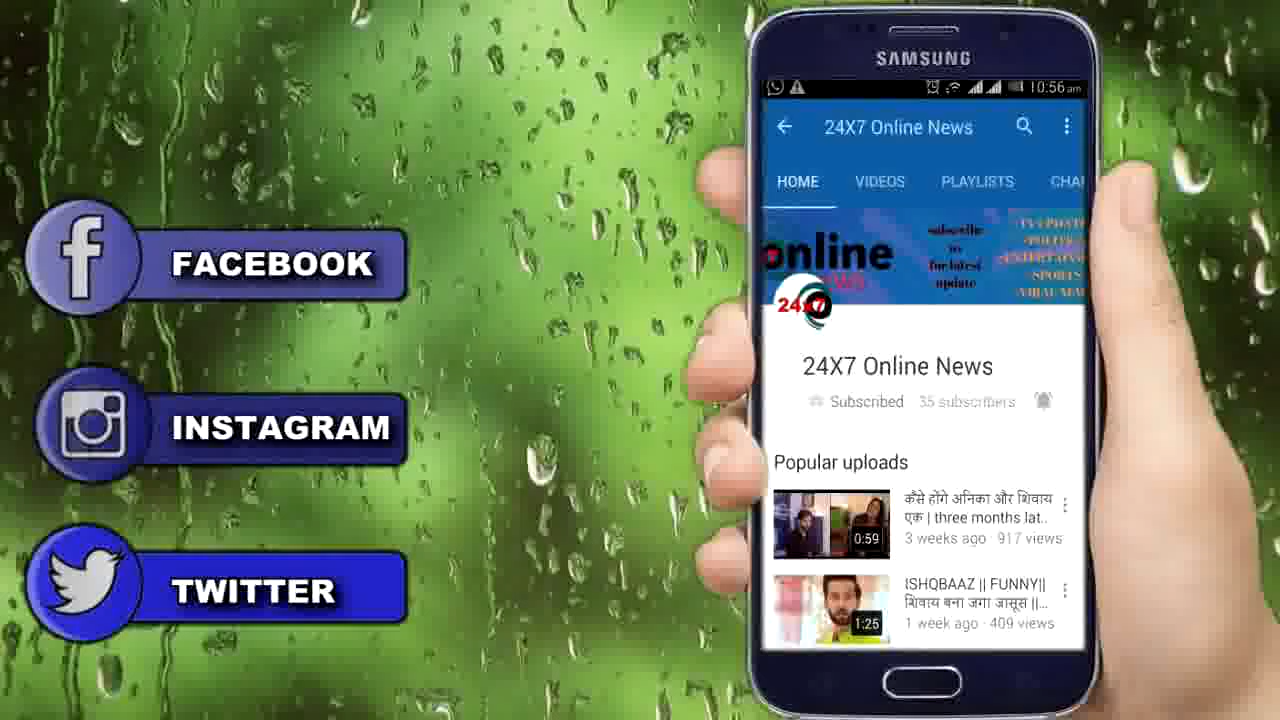 FACEBOOK
INSTAGRAM
TWITTER
SAMSUNG
10:56 am
24X7 Online News
HOME VIDEOS PLAYLISTS CHA
online
subscribe
to
for latest
update
SPORTS
24x7
24X7 Online News
Subscribed 35 subscribers
Popular uploads
कैसे होंगे अनिका और शिवाय
एक | three months lat..
3 weeks ago · 917 views
0:59
ISHQBAAZ || FUNNY||
शिवाय बना जगा जासूस ||...
1 week ago · 409 views
1:25